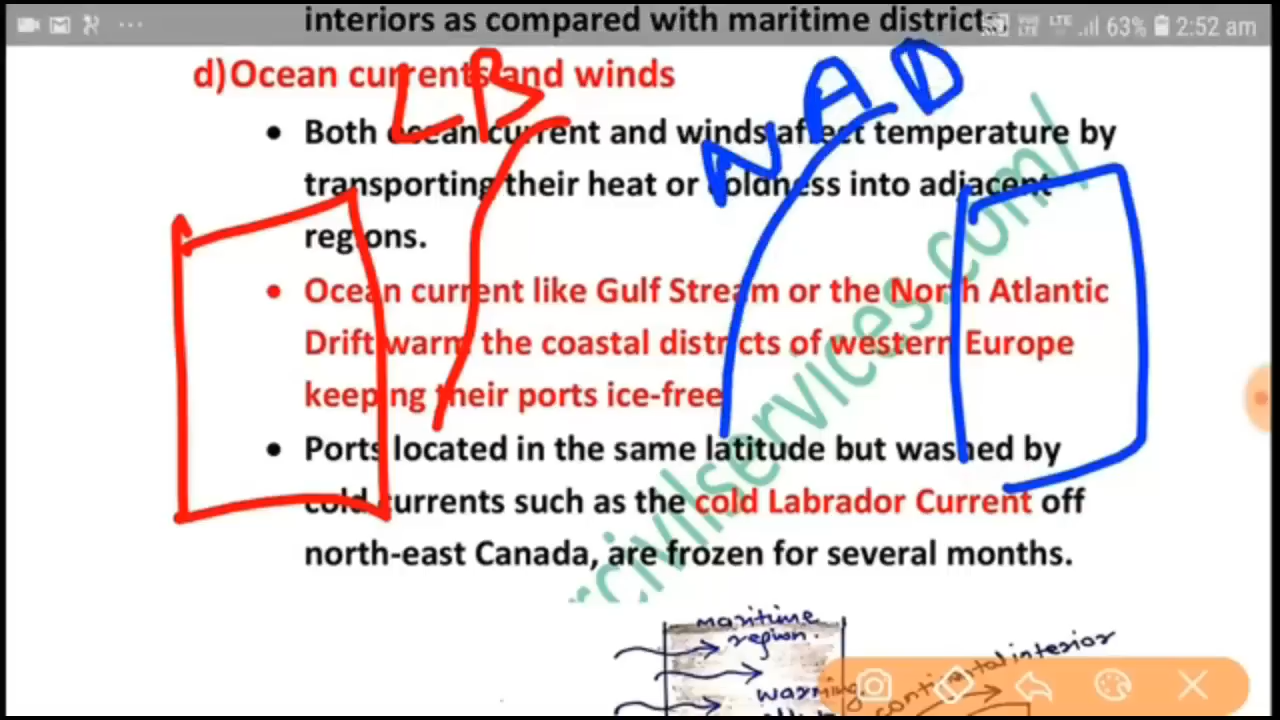 interiors as compared with maritime districts
63% 2:52 am
d) Ocean currents and winds
LB
NAD
• Both ocean current and winds affect temperature by
transporting their heat or coldness into adjacent
regions.
• Ocean current like Gulf Stream or the North Atlantic
Drift warm the coastal districts of western Europe
keeping their ports ice-free
• Ports located in the same latitude but washed by
cold currents such as the cold Labrador Current off
north-east Canada, are frozen for several months.
maritime
region.
continental interior
warming